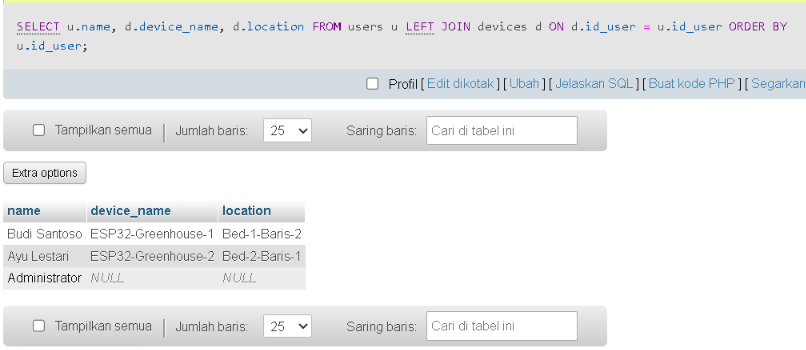 SELECT u.name, d.device_name, d.location FROM users u LEFT JOIN devices d ON d.id_user = u.id_user ORDER BY
u.id_user;
Profil [ Edit dikotak ] [ Ubah ] [ Jelaskan SQL ] [ Buat kode PHP ] [ Segarkan
Tampilkan semua | Jumlah baris: 25 Saring baris: Cari di tabel ini
Extra options
name device_name location
Budi Santoso ESP32-Greenhouse-1 Bed-1-Baris-2
Ayu Lestari ESP32-Greenhouse-2 Bed-2-Baris-1
Administrator NULL NULL
Tampilkan semua | Jumlah baris: 25 Saring baris: Cari di tabel ini